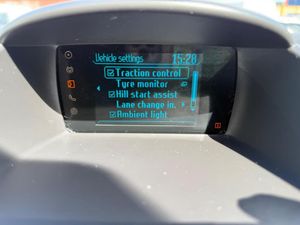 Vehicle settings 15:28
Traction control
Tyre monitor
Hill start assist
Lane change in.
Ambient light